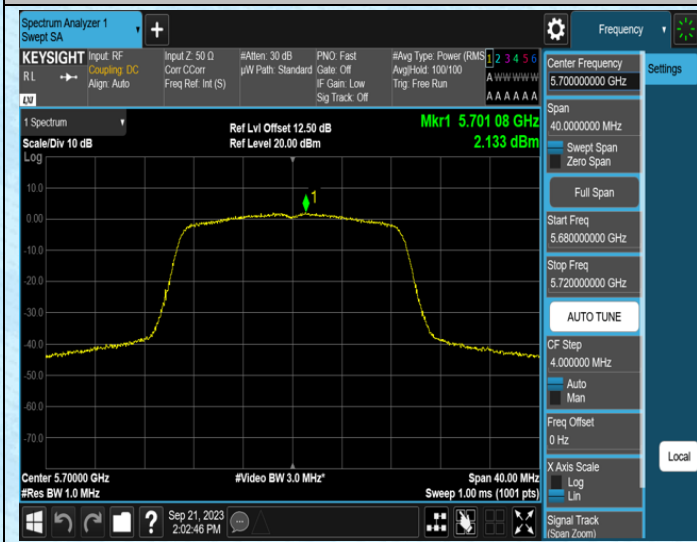 Spectrum Analyzer 1
Swept SA
Frequency
KEYSIGHT
RL
LXI
Input: RF
Coupling: DC
Align: Auto
Input Z: 50 Ω
Corr CCorr
Freq Ref: Int (S)
#Atten: 30 dB
µW Path: Standard
PNO: Fast
Gate: Off
IF Gain: Low
Sig Track: Off
#Avg Type: Power (RMS
Avg|Hold: 100/100
Trig: Free Run
1 2 3 4 5 6
A W W W W W
A A A A A A
1 Spectrum
Scale/Div 10 dB
Log
Ref Lvl Offset 12.50 dB
Ref Level 20.00 dBm
Mkr1 5.701 08 GHz
2.133 dBm
1
10.0
0.00
-10.0
-20.0
-30.0
-40.0
-50.0
-60.0
-70.0
Center 5.70000 GHz
#Res BW 1.0 MHz
#Video BW 3.0 MHz*
Span 40.00 MHz
Sweep 1.00 ms (1001 pts)
Sep 21, 2023
2:02:46 PM
Center Frequency
5.700000000 GHz
Span
40.0000000 MHz
Swept Span
Zero Span
Full Span
Start Freq
5.680000000 GHz
Stop Freq
5.720000000 GHz
AUTO TUNE
CF Step
4.000000 MHz
Auto
Man
Freq Offset
0 Hz
X Axis Scale
Log
Lin
Signal Track
(Span Zoom)
Settings
Local